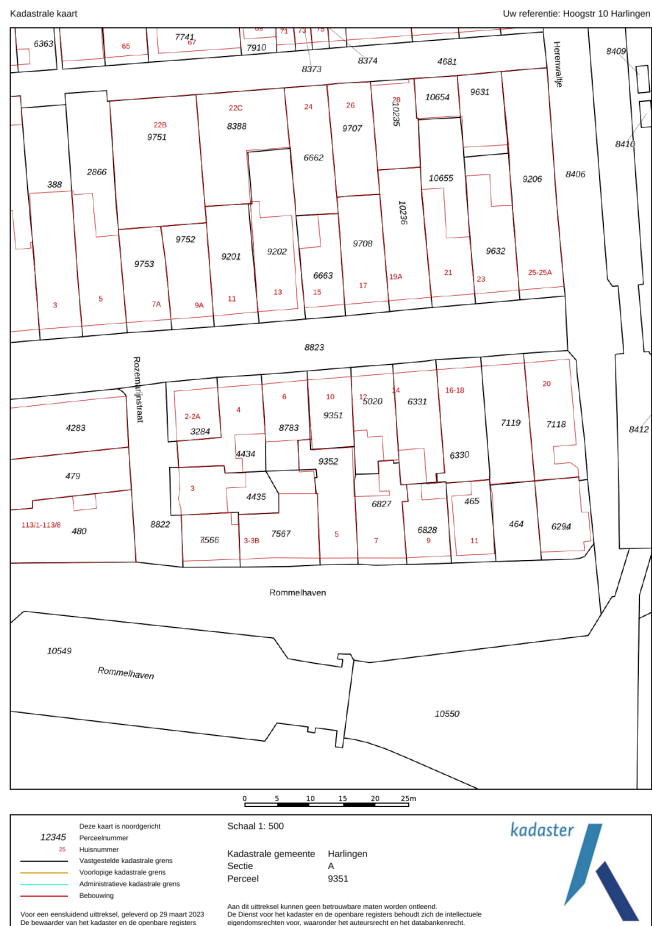 Kadastrale kaart
Uw referentie: Hoogstr 10 Harlingen
6363
65
7741
67
69
7910
71
73
75
8373
8374
4681
Herenwaltje
8409
8410
22B
9751
22C
8388
24
6662
26
9707
28
10235
10654
9631
388
2866
10655
9206
8406
9753
9752
9201
9202
6663
9708
10236
9632
3
5
7A
9A
11
13
15
17
19A
21
23
25-25A
8823
Rozemarijnstraat
4283
479
113/1-113/8
480
8822
2-2A
3284
4
4434
6
8783
10
9351
9352
12
5020
14
6331
16-18
6330
7119
20
7118
8412
3
4435
7566
3-3B
7567
5
6827
7
6828
9
465
11
464
6294
Rommelhaven
10549
Rommelhaven
10550
0 5 10 15 20 25m
Deze kaart is noordgericht
12345 Perceelnummer
25 Huisnummer
Vastgestelde kadastrale grens
Voorlopige kadastrale grens
Administratieve kadastrale grens
Bebouwing
Voor een eensluidend uittreksel, geleverd op 29 maart 2023
De bewaarder van het kadaster en de openbare registers
Schaal 1: 500
Kadastrale gemeente Harlingen
Sectie A
Perceel 9351
Aan dit uittreksel kunnen geen betrouwbare maten worden ontleend.
De Dienst voor het kadaster en de openbare registers behoudt zich de intellectuele
eigendomsrechten voor, waaronder het auteursrecht en het databankenrecht.
kadaster